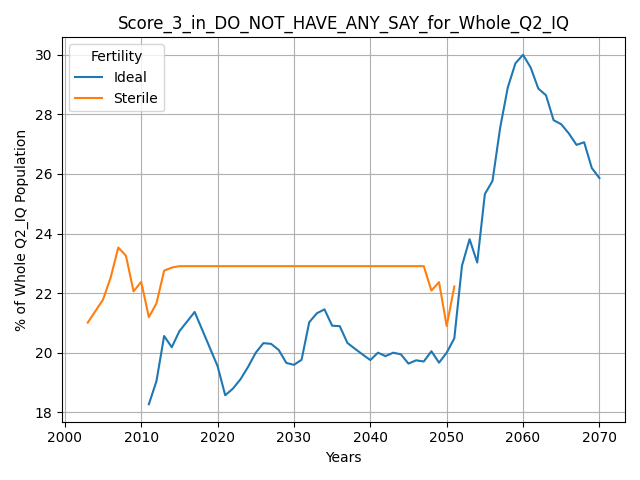 Score_3_in_DO_NOT_HAVE_ANY_SAY_for_Whole_Q2_IQ
Fertility
Ideal
Sterile
% of Whole Q2_IQ Population
30
28
26
24
22
20
18
2000 2010 2020 2030 2040 2050 2060 2070
Years